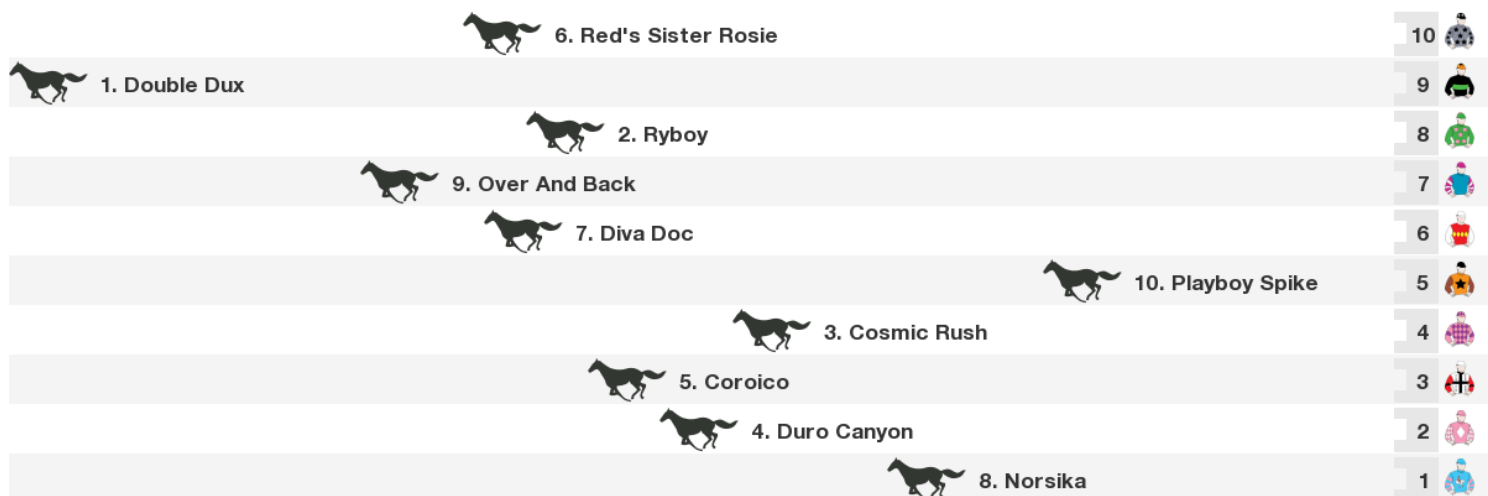 6. Red's Sister Rosie 10
1. Double Dux 9
2. Ryboy 8
9. Over And Back 7
7. Diva Doc 6
10. Playboy Spike 5
3. Cosmic Rush 4
5. Coroico 3
4. Duro Canyon 2
8. Norsika 1